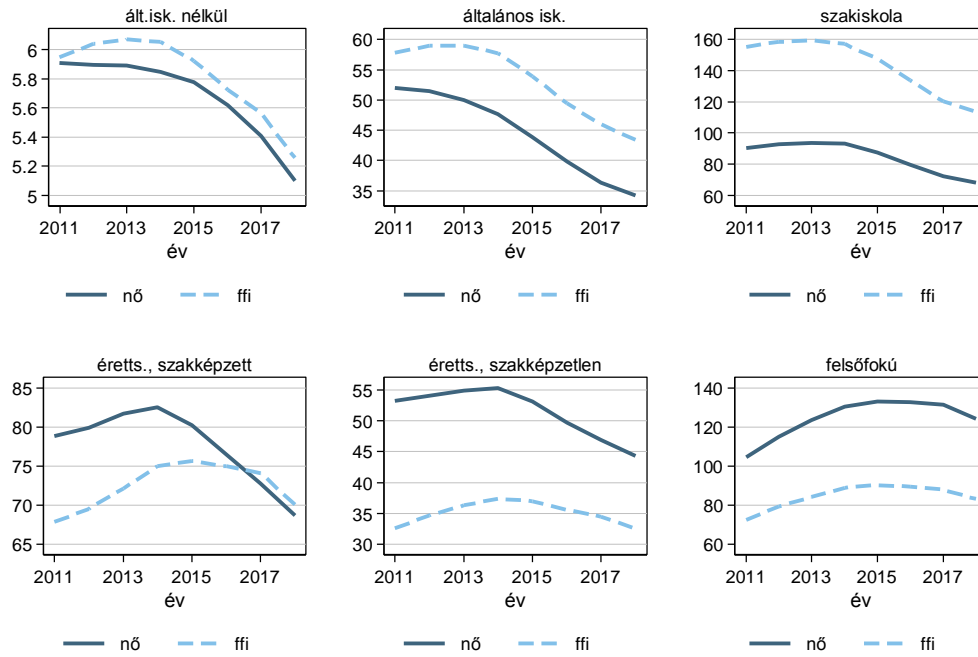 ált.isk. nélkül
6
5.8
5.6
5.4
5.2
5
2011 2013 2015 2017
év
nő ffi
általános isk.
60
55
50
45
40
35
2011 2013 2015 2017
év
nő ffi
szakiskola
160
140
120
100
80
60
2011 2013 2015 2017
év
nő ffi
éretts., szakképzett
85
80
75
70
65
2011 2013 2015 2017
év
nő ffi
éretts., szakképzetlen
55
50
45
40
35
30
2011 2013 2015 2017
év
nő ffi
felsőfokú
140
120
100
80
60
2011 2013 2015 2017
év
nő ffi